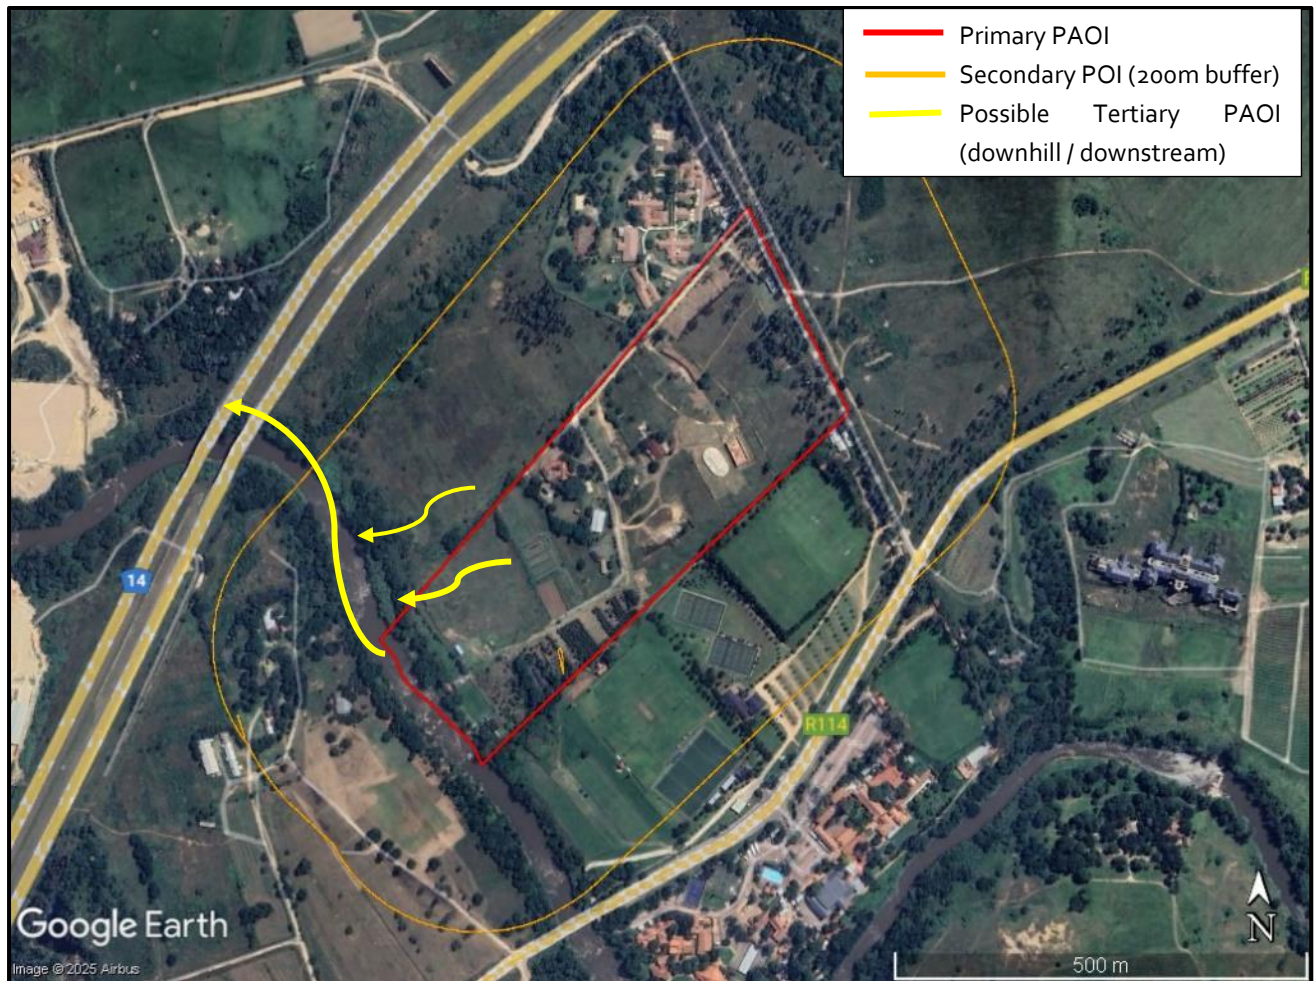 Primary PAOI
Secondary POI (200m buffer)
Possible Tertiary PAOI
(downhill / downstream)
14
R114
Google Earth
N
Image © 2025 Airbus
500 m